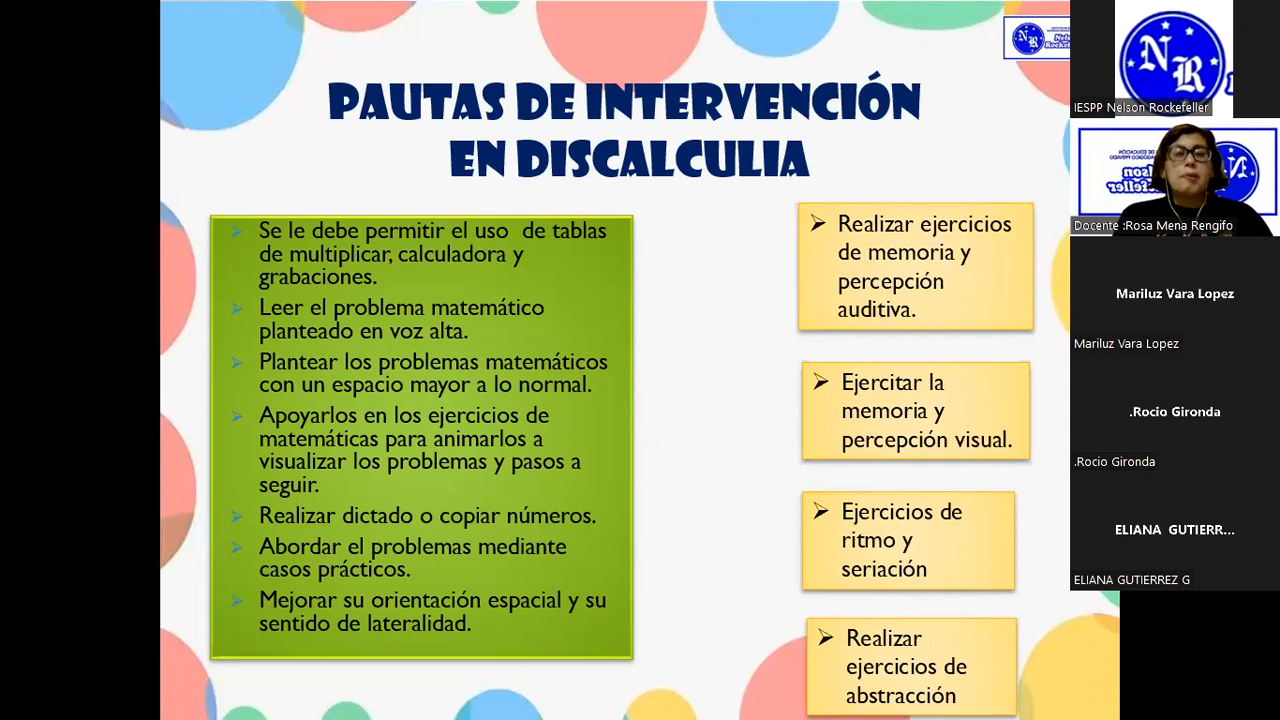 PAUTAS DE INTERVENCIÓN
EN DISCALCULIA
Se le debe permitir el uso de tablas
de multiplicar, calculadora y
grabaciones.
Leer el problema matemático
planteado en voz alta.
Plantear los problemas matemáticos
con un espacio mayor a lo normal.
Apoyarlos en los ejercicios de
matemáticas para animarlos a
visualizar los problemas y pasos a
seguir.
Realizar dictado o copiar números.
Abordar el problemas mediante
casos prácticos.
Mejorar su orientación espacial y su
sentido de lateralidad.
Realizar ejercicios
de memoria y
percepción
auditiva.
Ejercitar la
memoria y
percepción visual.
Ejercicios de
ritmo y
seriación
Realizar
ejercicios de
abstracción
NR
N
R
IESPP Nelson Rockefeller
Docente :Rosa Mena Rengifo
Mariluz Vara Lopez
Mariluz Vara Lopez
.Rocio Gironda
.Rocio Gironda
ELIANA GUTIERR...
ELIANA GUTIERREZ G